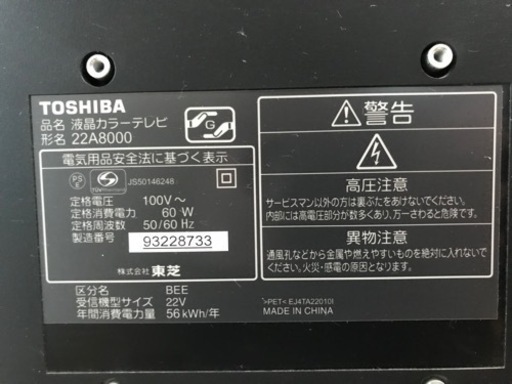 TOSHIBA
品名 液晶カラーテレビ
形名 22A8000
G
電気用品安全法に基づく表示
PS
E
JS50146248
定格電圧 100V～
定格消費電力 60 W
定格周波数 50/60 Hz
製造番号 93228733
株式会社 東芝
区分名 BEE
受信機型サイズ 22V
年間消費電力量 56 kWh/年
警告
高圧注意
サービスマン以外の方は裏ぶたをあけないでください。
内部には高電圧部分が数多くあり、万一さわると危険です。
異物注意
通風孔などから金属や燃えやすいものを絶対に入れないで
ください。火災・感電の原因となります。
>PET< EJ4TA22010I
MADE IN CHINA